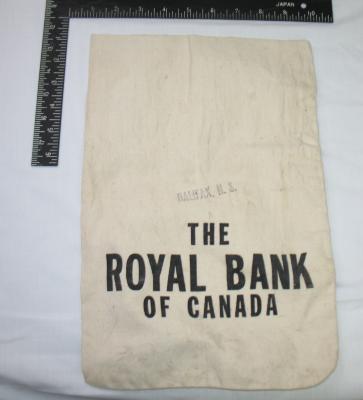 JAPAN
HALIFAX, N. S.
THE
ROYAL BANK
OF CANADA